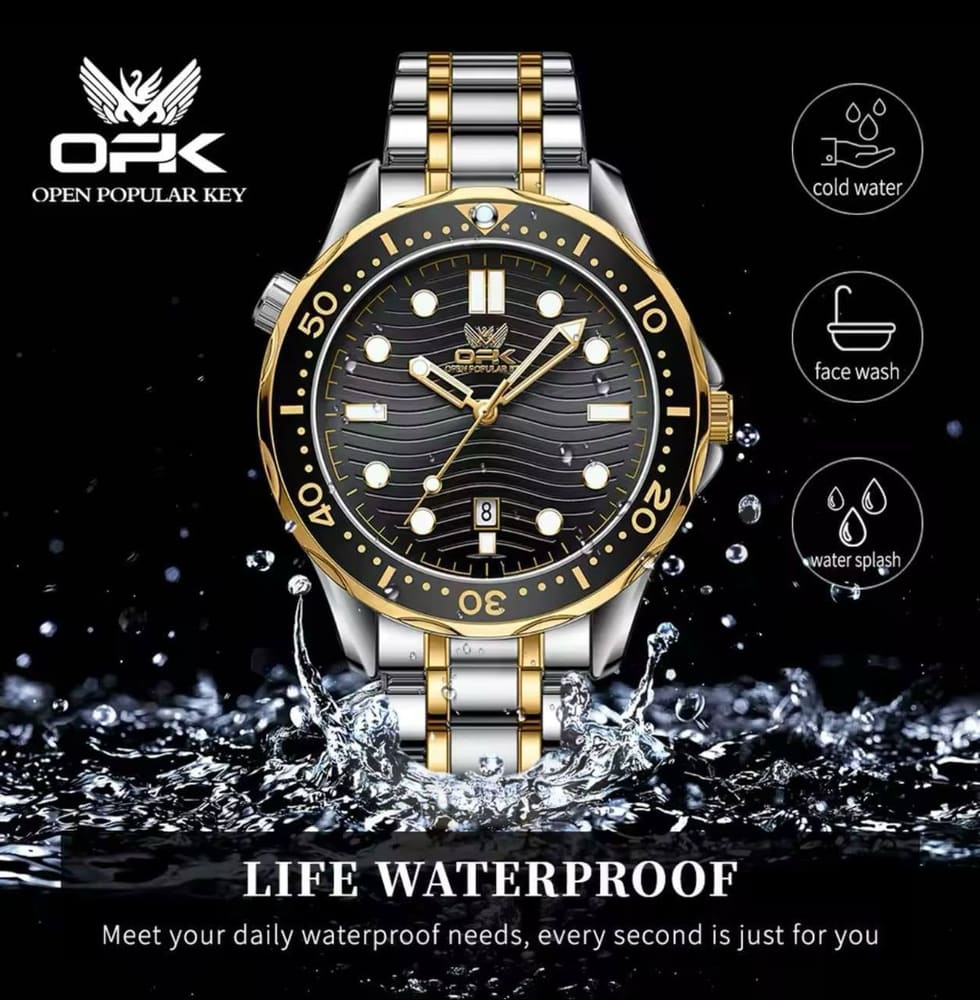 OPK
OPEN POPULAR KEY
cold water
face wash
water splash
50
10
40
20
30
OPK
8
LIFE WATERPROOF
Meet your daily waterproof needs, every second is just for you